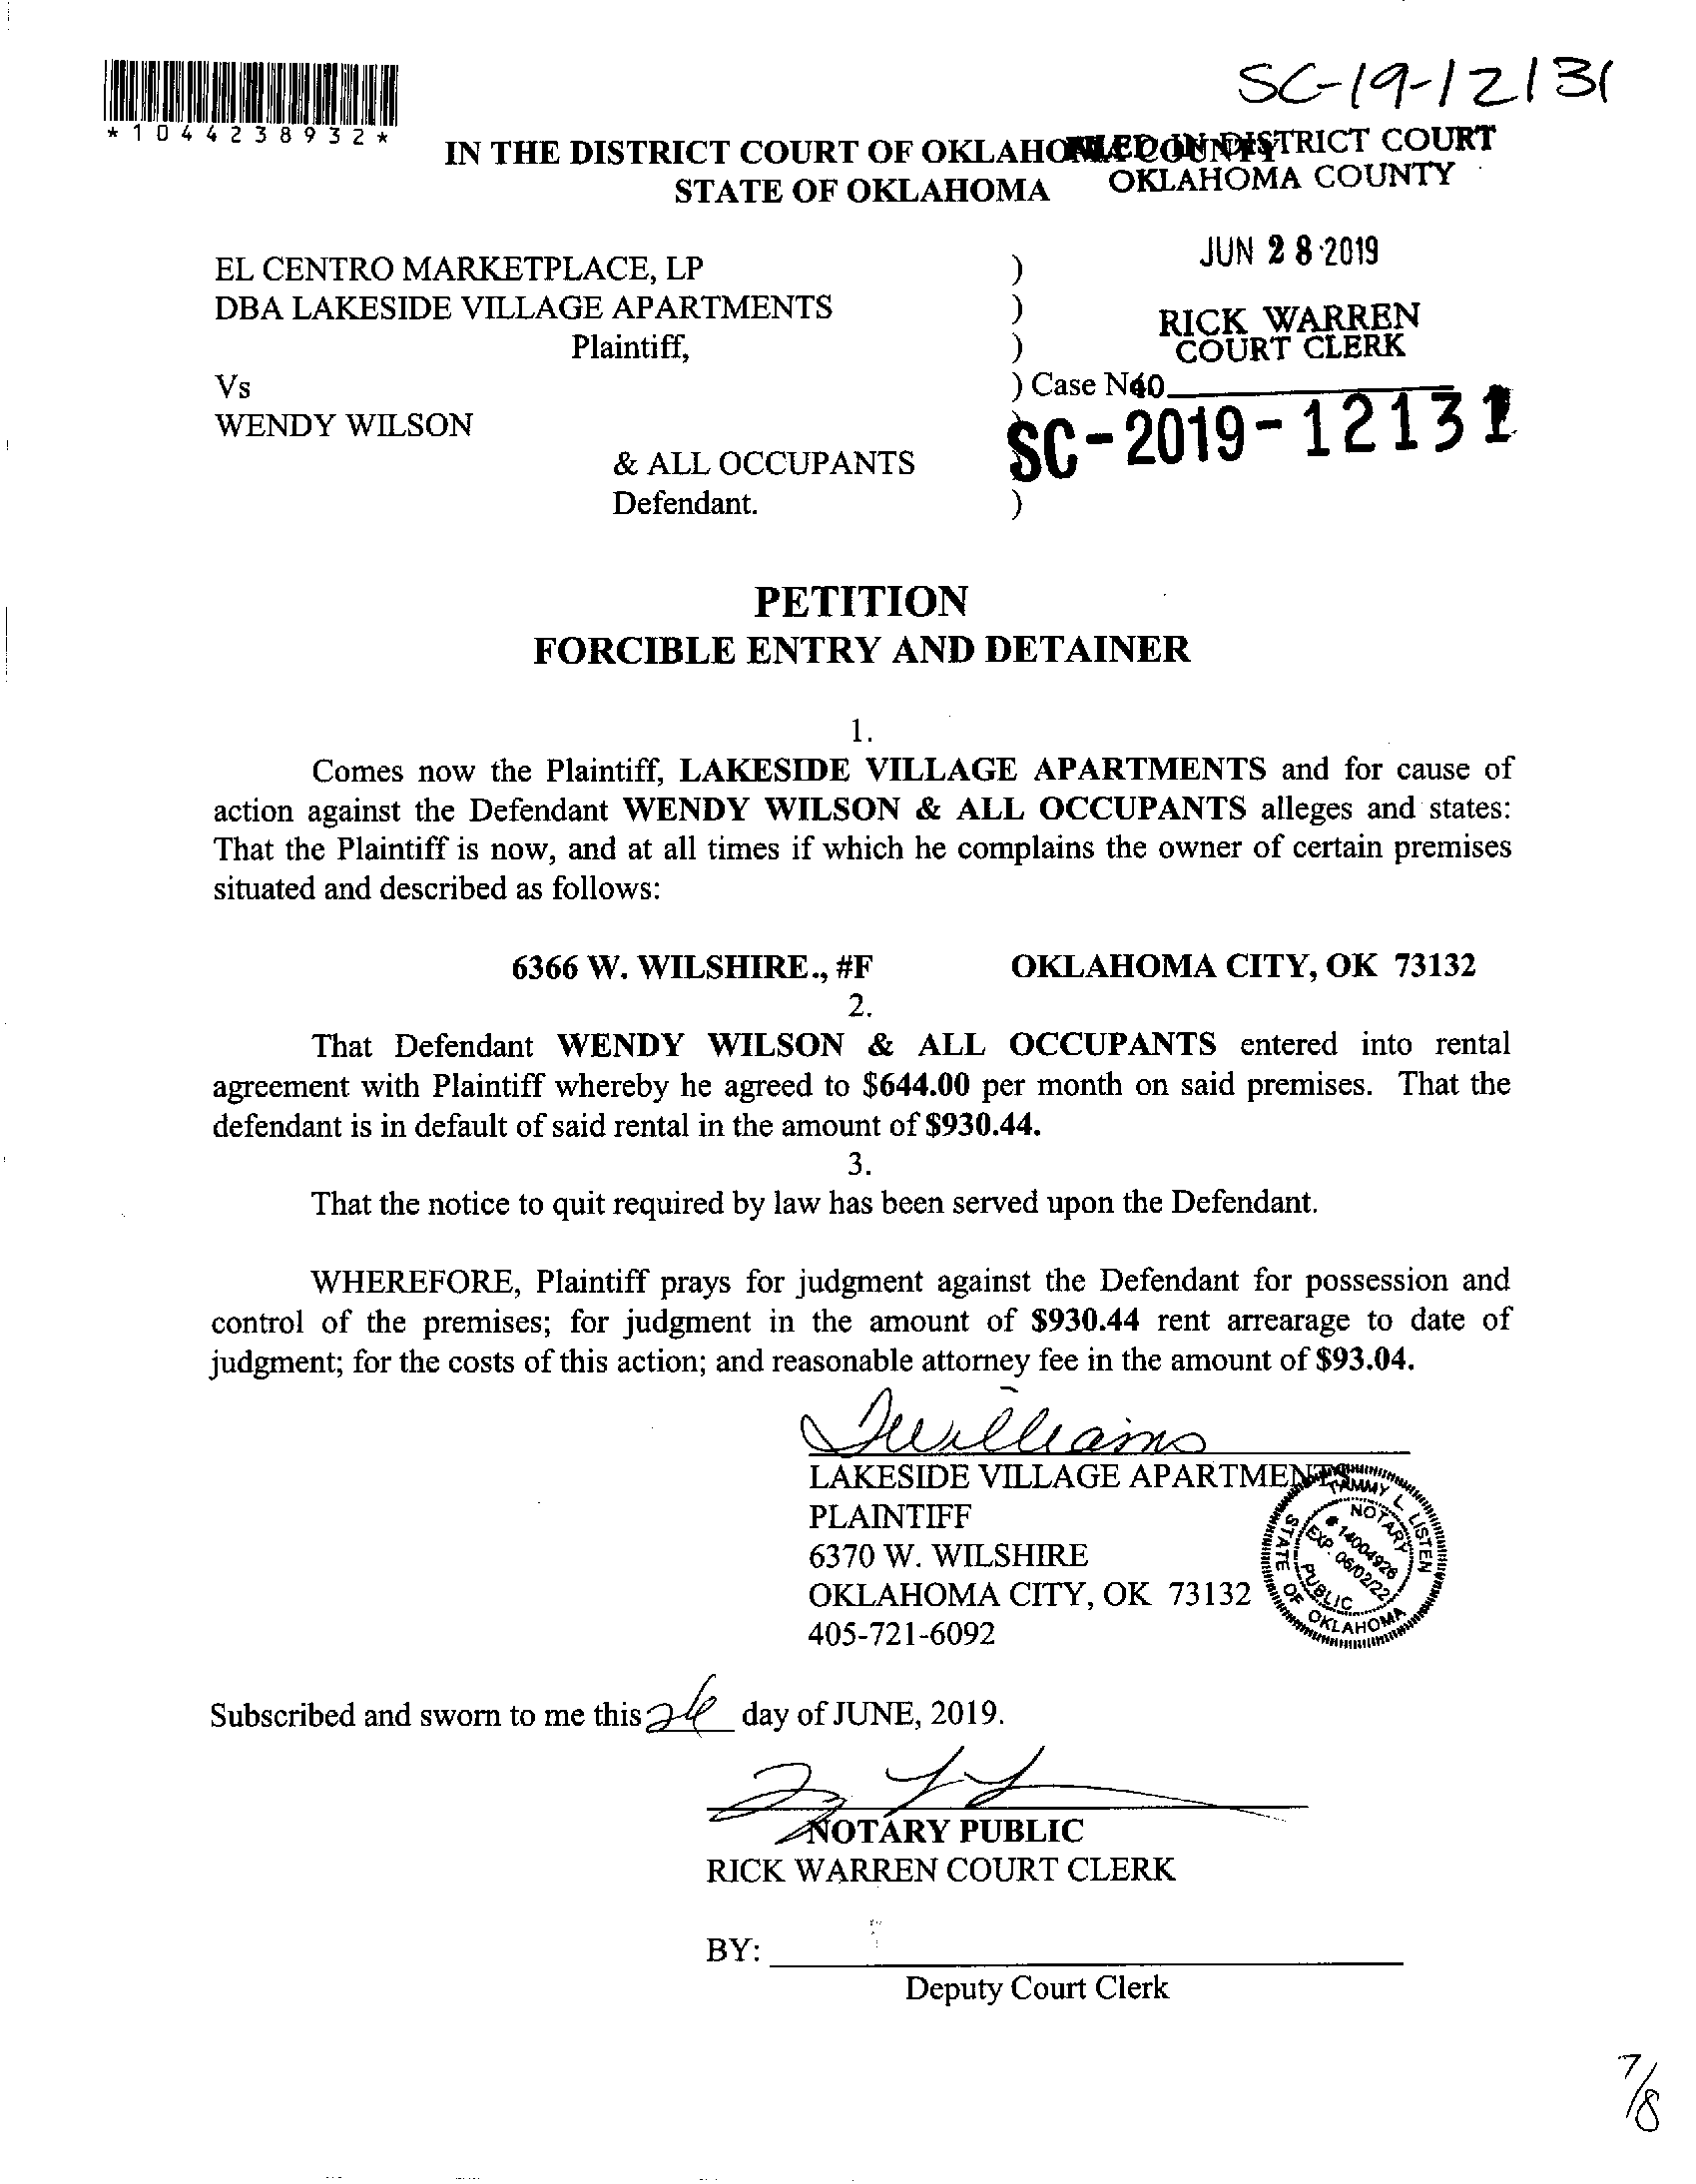 SC-19-12131
*1044238932*
IN THE DISTRICT COURT OF OKLAHOMA COUNTY
STATE OF OKLAHOMA
FILED IN DISTRICT COURT
OKLAHOMA COUNTY
JUN 28 2019
RICK WARREN
COURT CLERK
40
EL CENTRO MARKETPLACE, LP )
DBA LAKESIDE VILLAGE APARTMENTS )
Plaintiff, )
Vs ) Case No.
WENDY WILSON )
SC-2019-12131
& ALL OCCUPANTS
Defendant. )
PETITION
FORCIBLE ENTRY AND DETAINER
1.
Comes now the Plaintiff, LAKESIDE VILLAGE APARTMENTS and for cause of
action against the Defendant WENDY WILSON & ALL OCCUPANTS alleges and states:
That the Plaintiff is now, and at all times if which he complains the owner of certain premises
situated and described as follows:
6366 W. WILSHIRE., #F OKLAHOMA CITY, OK 73132
2.
That Defendant WENDY WILSON & ALL OCCUPANTS entered into rental
agreement with Plaintiff whereby he agreed to $644.00 per month on said premises. That the
defendant is in default of said rental in the amount of $930.44.
3.
That the notice to quit required by law has been served upon the Defendant.
WHEREFORE, Plaintiff prays for judgment against the Defendant for possession and
control of the premises; for judgment in the amount of $930.44 rent arrearage to date of
judgment; for the costs of this action; and reasonable attorney fee in the amount of $93.04.
Williams
LAKESIDE VILLAGE APARTMENTS
PLAINTIFF
6370 W. WILSHIRE
OKLAHOMA CITY, OK 73132
405-721-6092
TAMMY L. LISTEN
NOTARY
# 14004926
EXP. 06/02/22
PUBLIC
STATE OF OKLAHOMA
Subscribed and sworn to me this day of JUNE, 2019.
NOTARY PUBLIC
RICK WARREN COURT CLERK
BY:
Deputy Court Clerk
7/8